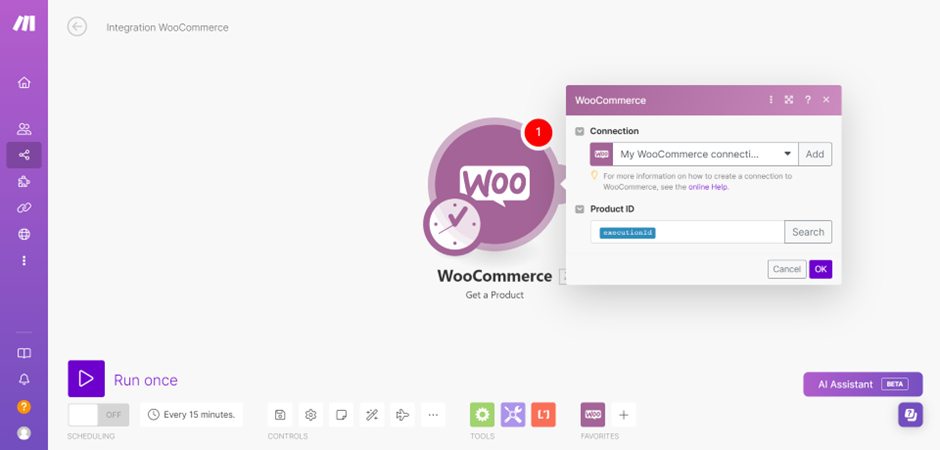 Integration WooCommerce
WooCommerce
?
Connection
woo
My WooCommerce connecti...
Add
For more information on how to create a connection to
WooCommerce, see the online Help.
Product ID
executionid
Search
Cancel
OK
1
Woo
WooCommerce
Get a Product
Run once
AI Assistant
BETA
OFF
Every 15 minutes.
woo
SCHEDULING
CONTROLS
TOOLS
FAVORITES
?